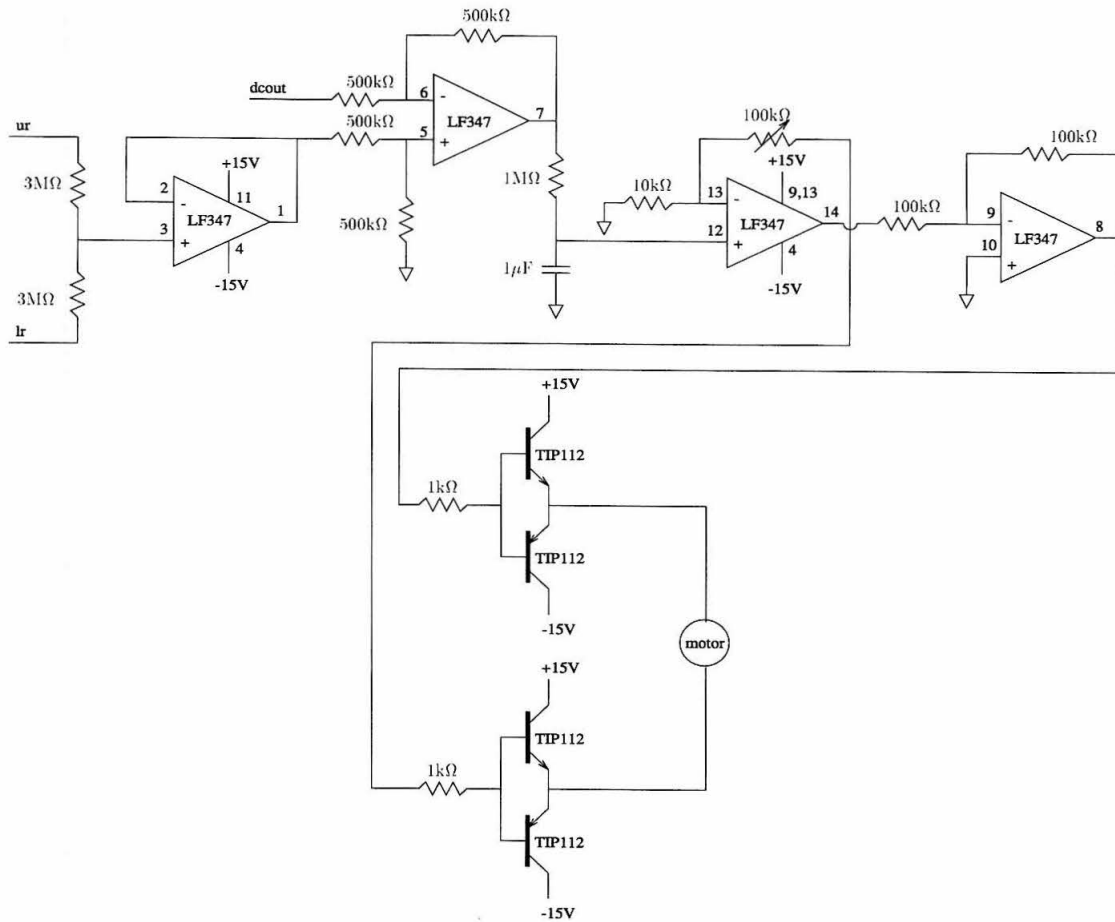 500kΩ
dcout
500kΩ
6
-
LF347
7
500kΩ
5
+
ur
3MΩ
+15V
2
-
11
LF347
1
3
+
4
-15V
3MΩ
lr
500kΩ
1MΩ
1μF
100kΩ
+15V
10kΩ
13
-
9,13
LF347
14
12
+
4
-15V
100kΩ
100kΩ
9
-
LF347
8
10
+
+15V
TIP112
1kΩ
TIP112
-15V
motor
+15V
TIP112
1kΩ
TIP112
-15V